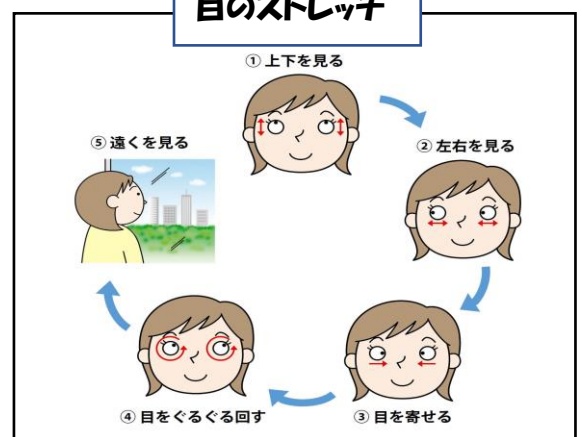 目のストレッチ
① 上下を見る
② 左右を見る
③ 目を寄せる
④ 目をぐるぐる回す
⑤ 遠くを見る